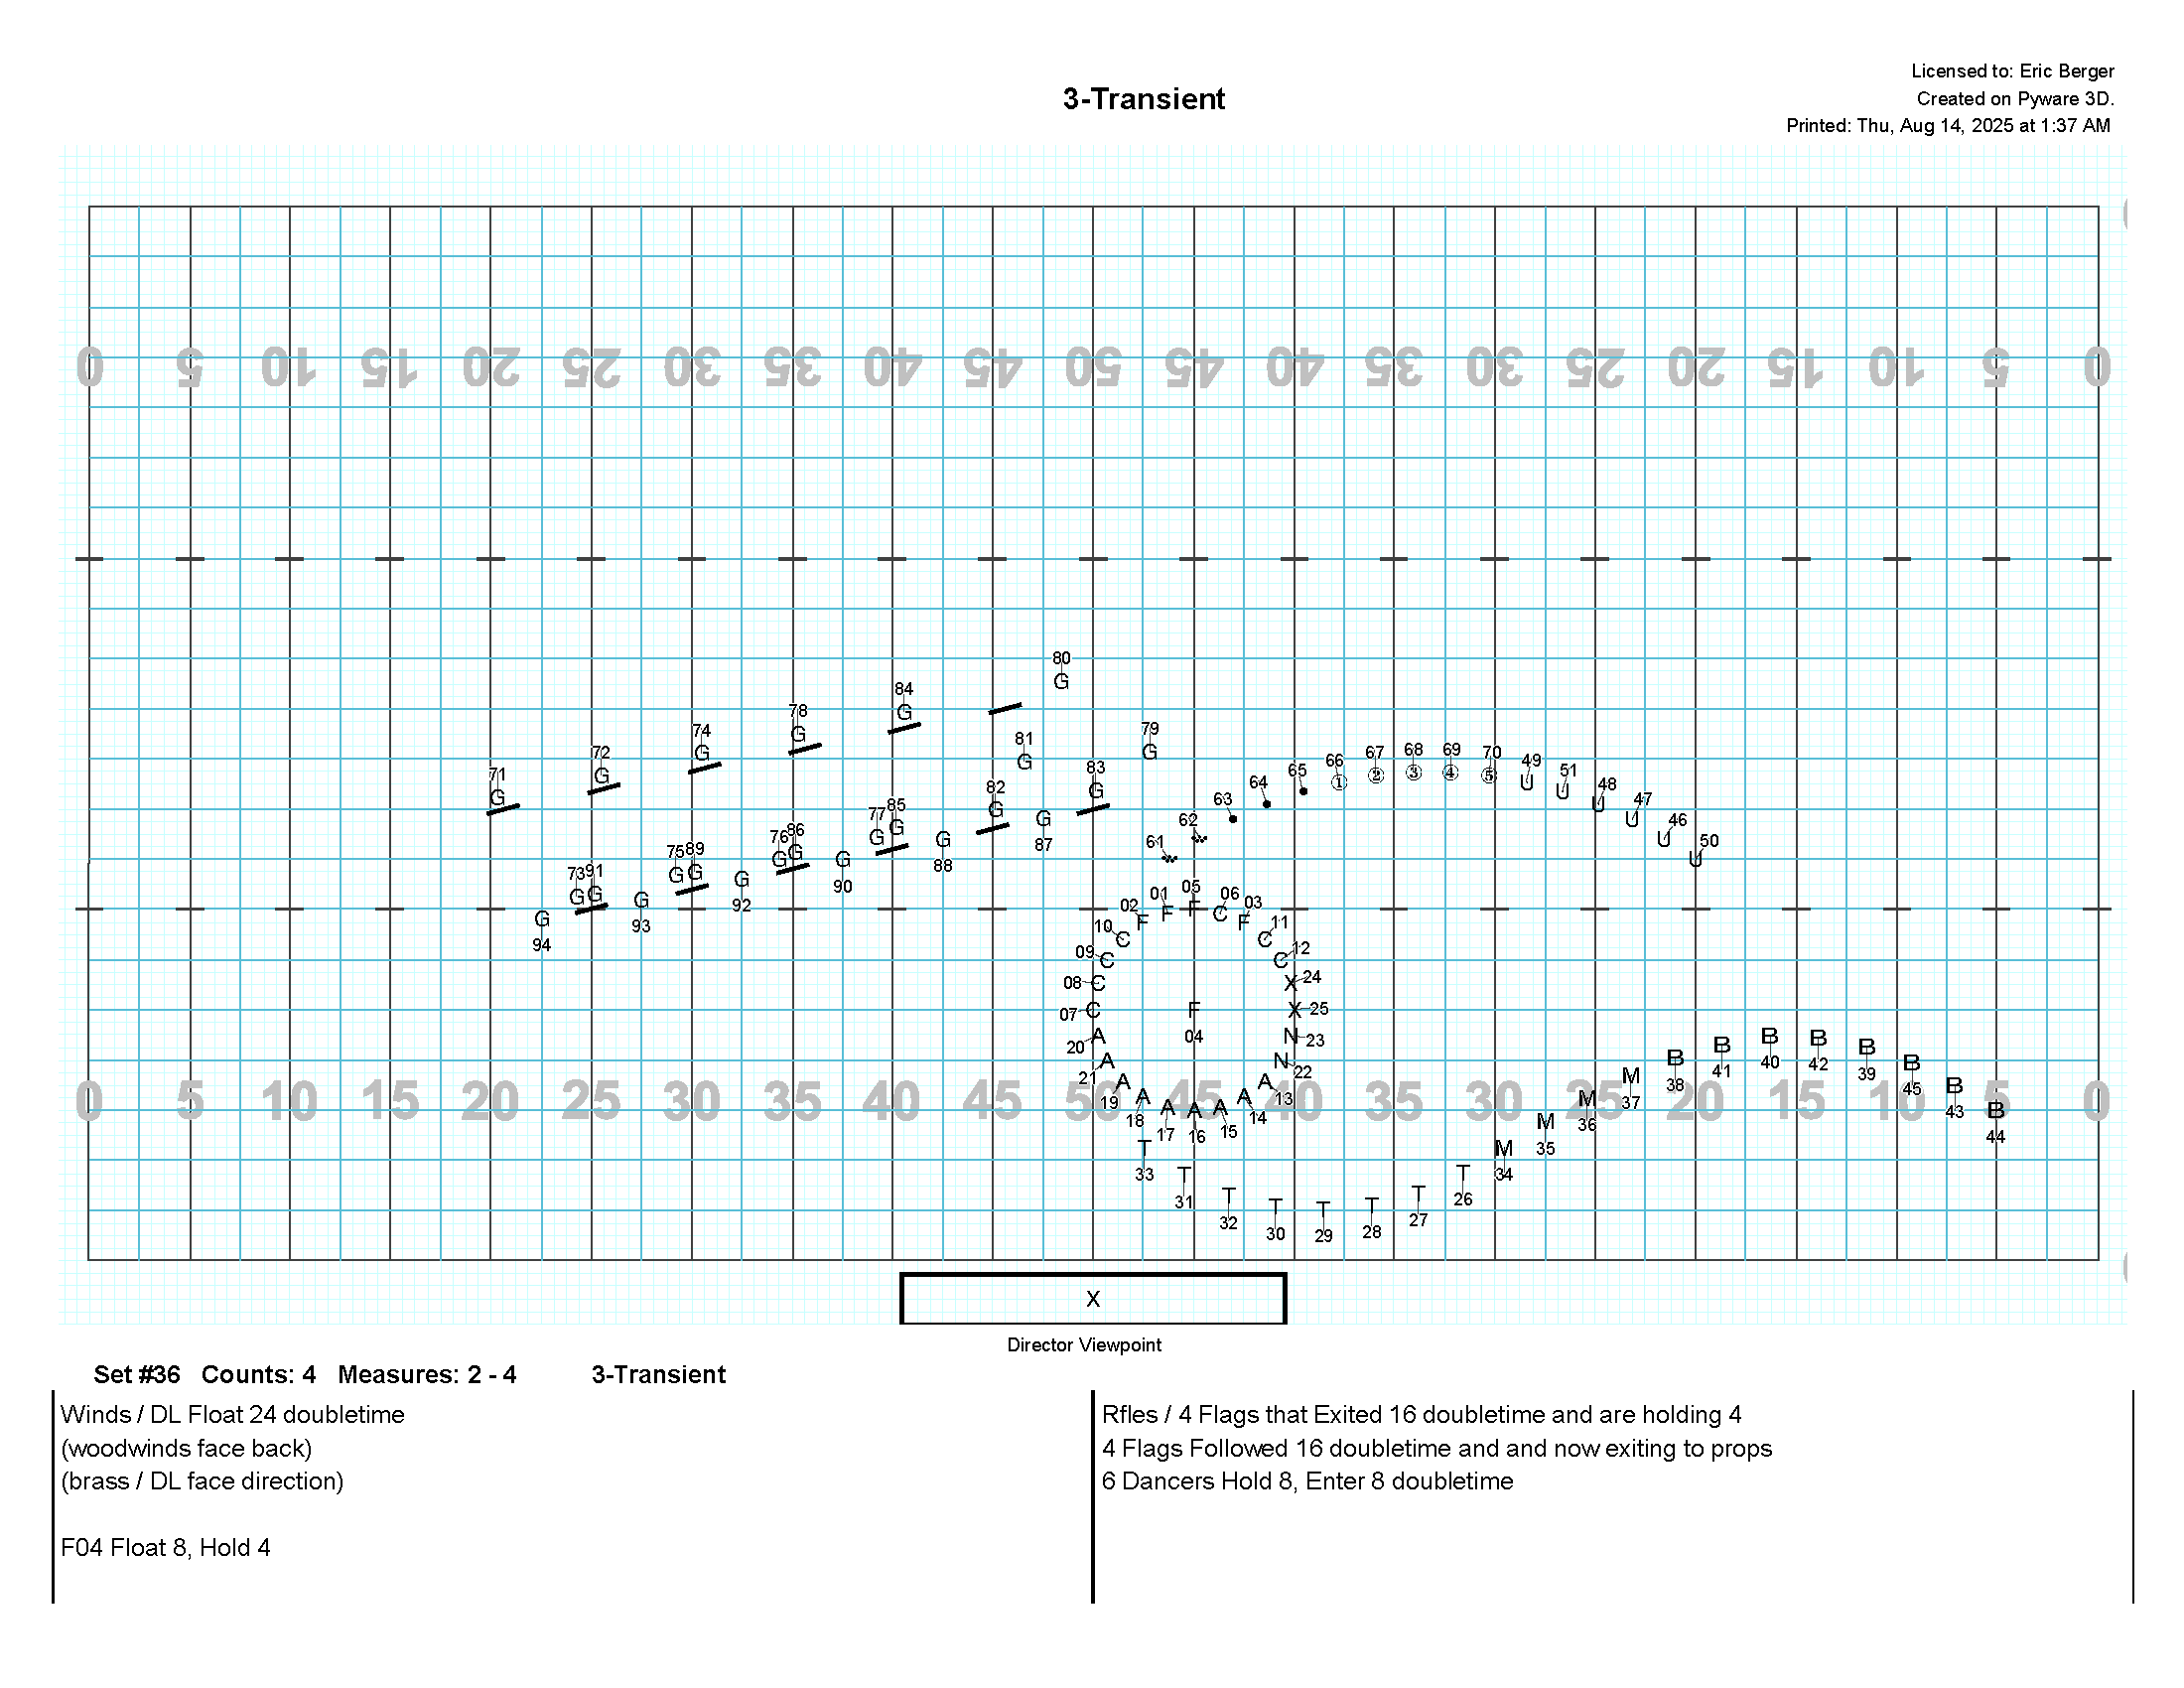 Licensed to: Eric Berger
3-Transient
Created on Pyware 3D.
Printed: Thu, Aug 14, 2025 at 1:37 AM
0 5 10 15 20 25 30 35 40 45 50 45 40 35 30 25 20 15 10 5 0
80
G
84
G
78
G
79
G
74
G
81
G
72
G
71
G
83
G
82
G
65 66 67 68 69 70 49
① ② ③ ④ ⑤ U
64 51
U
63 48
U
62 47
U
61 46
U
50
U
77 85
G G
G
87
76 86
G G
G
88
75 89
G G
G
90
73 91
G G
G
92
G
93
G
94
05
F
01
F
02
F
06
C
03
F
10 C
C 11
09 C
C 12
08 C
X 24
07 C
X 25
F
04
A
20
N 23
A
21
N 22
A
19
A
13
A
18
A
14
A
17
A
16
A
15
B
40
B
42
B
41
B
39
B
38
B
45
M
37
B
43
M
36
B
44
M
35
M
34
0 5 10 15 20 25 30 35 40 45 50 45 40 35 30 25 20 15 10 5 0
T
33
T
31
T
32
T
30
T
29
T
28
T
27
T
26
X
Director Viewpoint
Set #36 Counts: 4 Measures: 2 - 4 3-Transient
Winds / DL Float 24 doubletime
(woodwinds face back)
(brass / DL face direction)
F04 Float 8, Hold 4
Rfles / 4 Flags that Exited 16 doubletime and are holding 4
4 Flags Followed 16 doubletime and and now exiting to props
6 Dancers Hold 8, Enter 8 doubletime